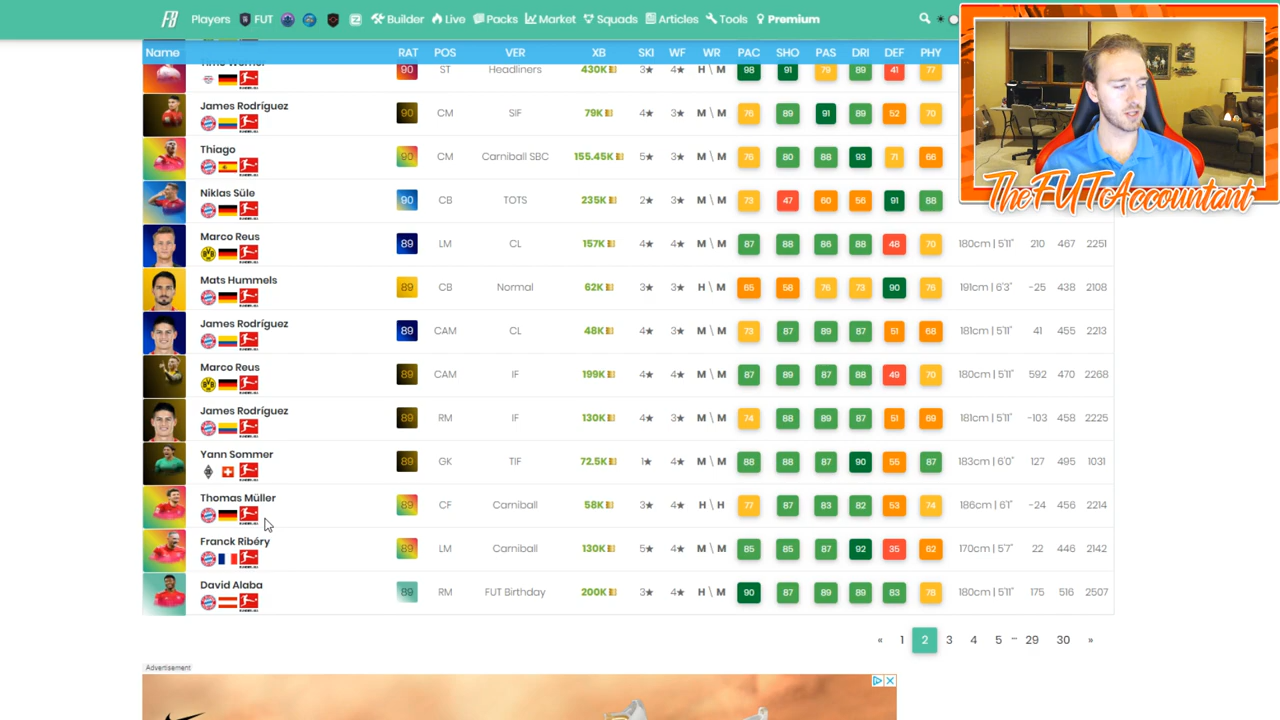 F8 Players FUT Builder Live Packs Market Squads Articles Tools Premium
Name RAT POS VER XB SKI WF WR PAC SHO PAS DRI DEF PHY
90 ST Headliners 430K 3★ 4★ H \ M 98 91 79 89 41 77
James Rodríguez 90 CM SIF 79K 4★ 3★ M \ M 76 89 91 89 52 70
Thiago 90 CM Carniball SBC 155.45K 5★ 3★ M \ M 76 80 88 93 71 66
Niklas Süle 90 CB TOTS 235K 2★ 3★ M \ M 73 47 60 56 91 88
Marco Reus 89 LM CL 157K 4★ 4★ M \ M 87 88 86 88 48 70 180cm | 5'11" 210 467 2251
Mats Hummels 89 CB Normal 62K 3★ 3★ H \ M 65 58 76 73 90 76 191cm | 6'3" -25 438 2108
James Rodríguez 89 CAM CL 48K 4★ 3★ M \ M 73 87 89 87 51 68 181cm | 5'11" 41 455 2213
Marco Reus 89 CAM IF 199K 4★ 4★ M \ M 87 89 87 88 49 70 180cm | 5'11" 592 470 2268
James Rodríguez 89 RM IF 130K 4★ 3★ M \ M 74 88 89 87 51 69 181cm | 5'11" -103 458 2225
Yann Sommer 89 GK TIF 72.5K 1★ 4★ M \ M 88 88 87 90 55 87 183cm | 6'0" 127 495 1031
Thomas Müller 89 CF Carniball 58K 3★ 4★ H \ H 77 87 83 82 53 74 186cm | 6'1" -24 456 2214
Franck Ribéry 89 LM Carniball 130K 5★ 4★ M \ M 85 85 87 92 35 62 170cm | 5'7" 22 446 2142
David Alaba 89 RM FUT Birthday 200K 3★ 4★ H \ M 90 87 89 89 83 78 180cm | 5'11" 175 516 2507
« 1 2 3 4 5 ... 29 30 »
Advertisement
TheFUTAccountant